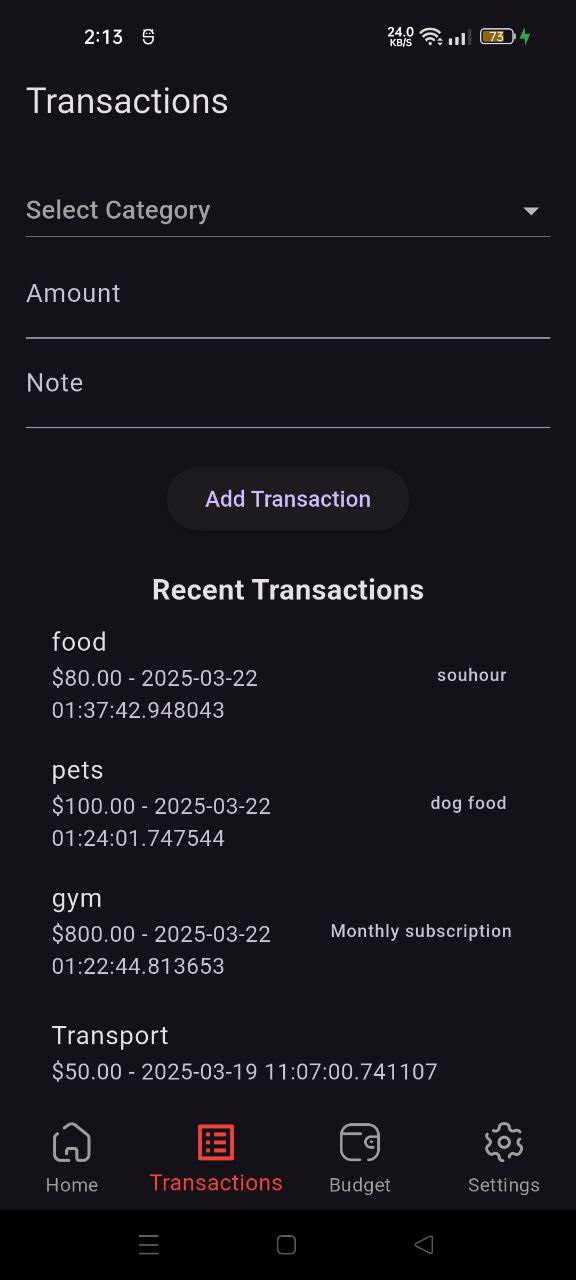 2:13
24.0
KB/S
73
Transactions
Select Category
Amount
Note
Add Transaction
Recent Transactions
food
$80.00 - 2025-03-22
01:37:42.948043
souhour
pets
$100.00 - 2025-03-22
01:24:01.747544
dog food
gym
$800.00 - 2025-03-22
01:22:44.813653
Monthly subscription
Transport
$50.00 - 2025-03-19 11:07:00.741107
Home
Transactions
Budget
Settings